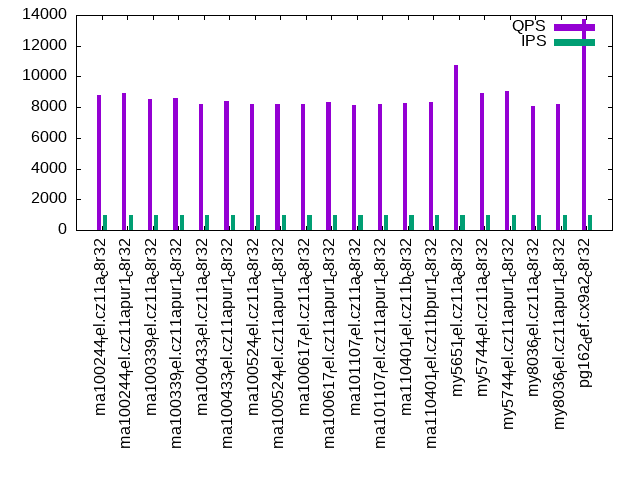 14000
12000
10000
8000
6000
4000
2000
0
QPS
IPS
ma100244_rel.cz11a_c8r32
ma100244_rel.cz11apur1_c8r32
ma100339_rel.cz11a_c8r32
ma100339_rel.cz11apur1_c8r32
ma100433_rel.cz11a_c8r32
ma100433_rel.cz11apur1_c8r32
ma100524_rel.cz11a_c8r32
ma100524_rel.cz11apur1_c8r32
ma100617_rel.cz11a_c8r32
ma100617_rel.cz11apur1_c8r32
ma101107_rel.cz11a_c8r32
ma101107_rel.cz11apur1_c8r32
ma110401_rel.cz11b_c8r32
ma110401_rel.cz11bpur1_c8r32
my5651_rel.cz11a_c8r32
my5744_rel.cz11a_c8r32
my5744_rel.cz11apur1_c8r32
my8036_rel.cz11a_c8r32
my8036_rel.cz11apur1_c8r32
pg162_def.cx9a2_c8r32